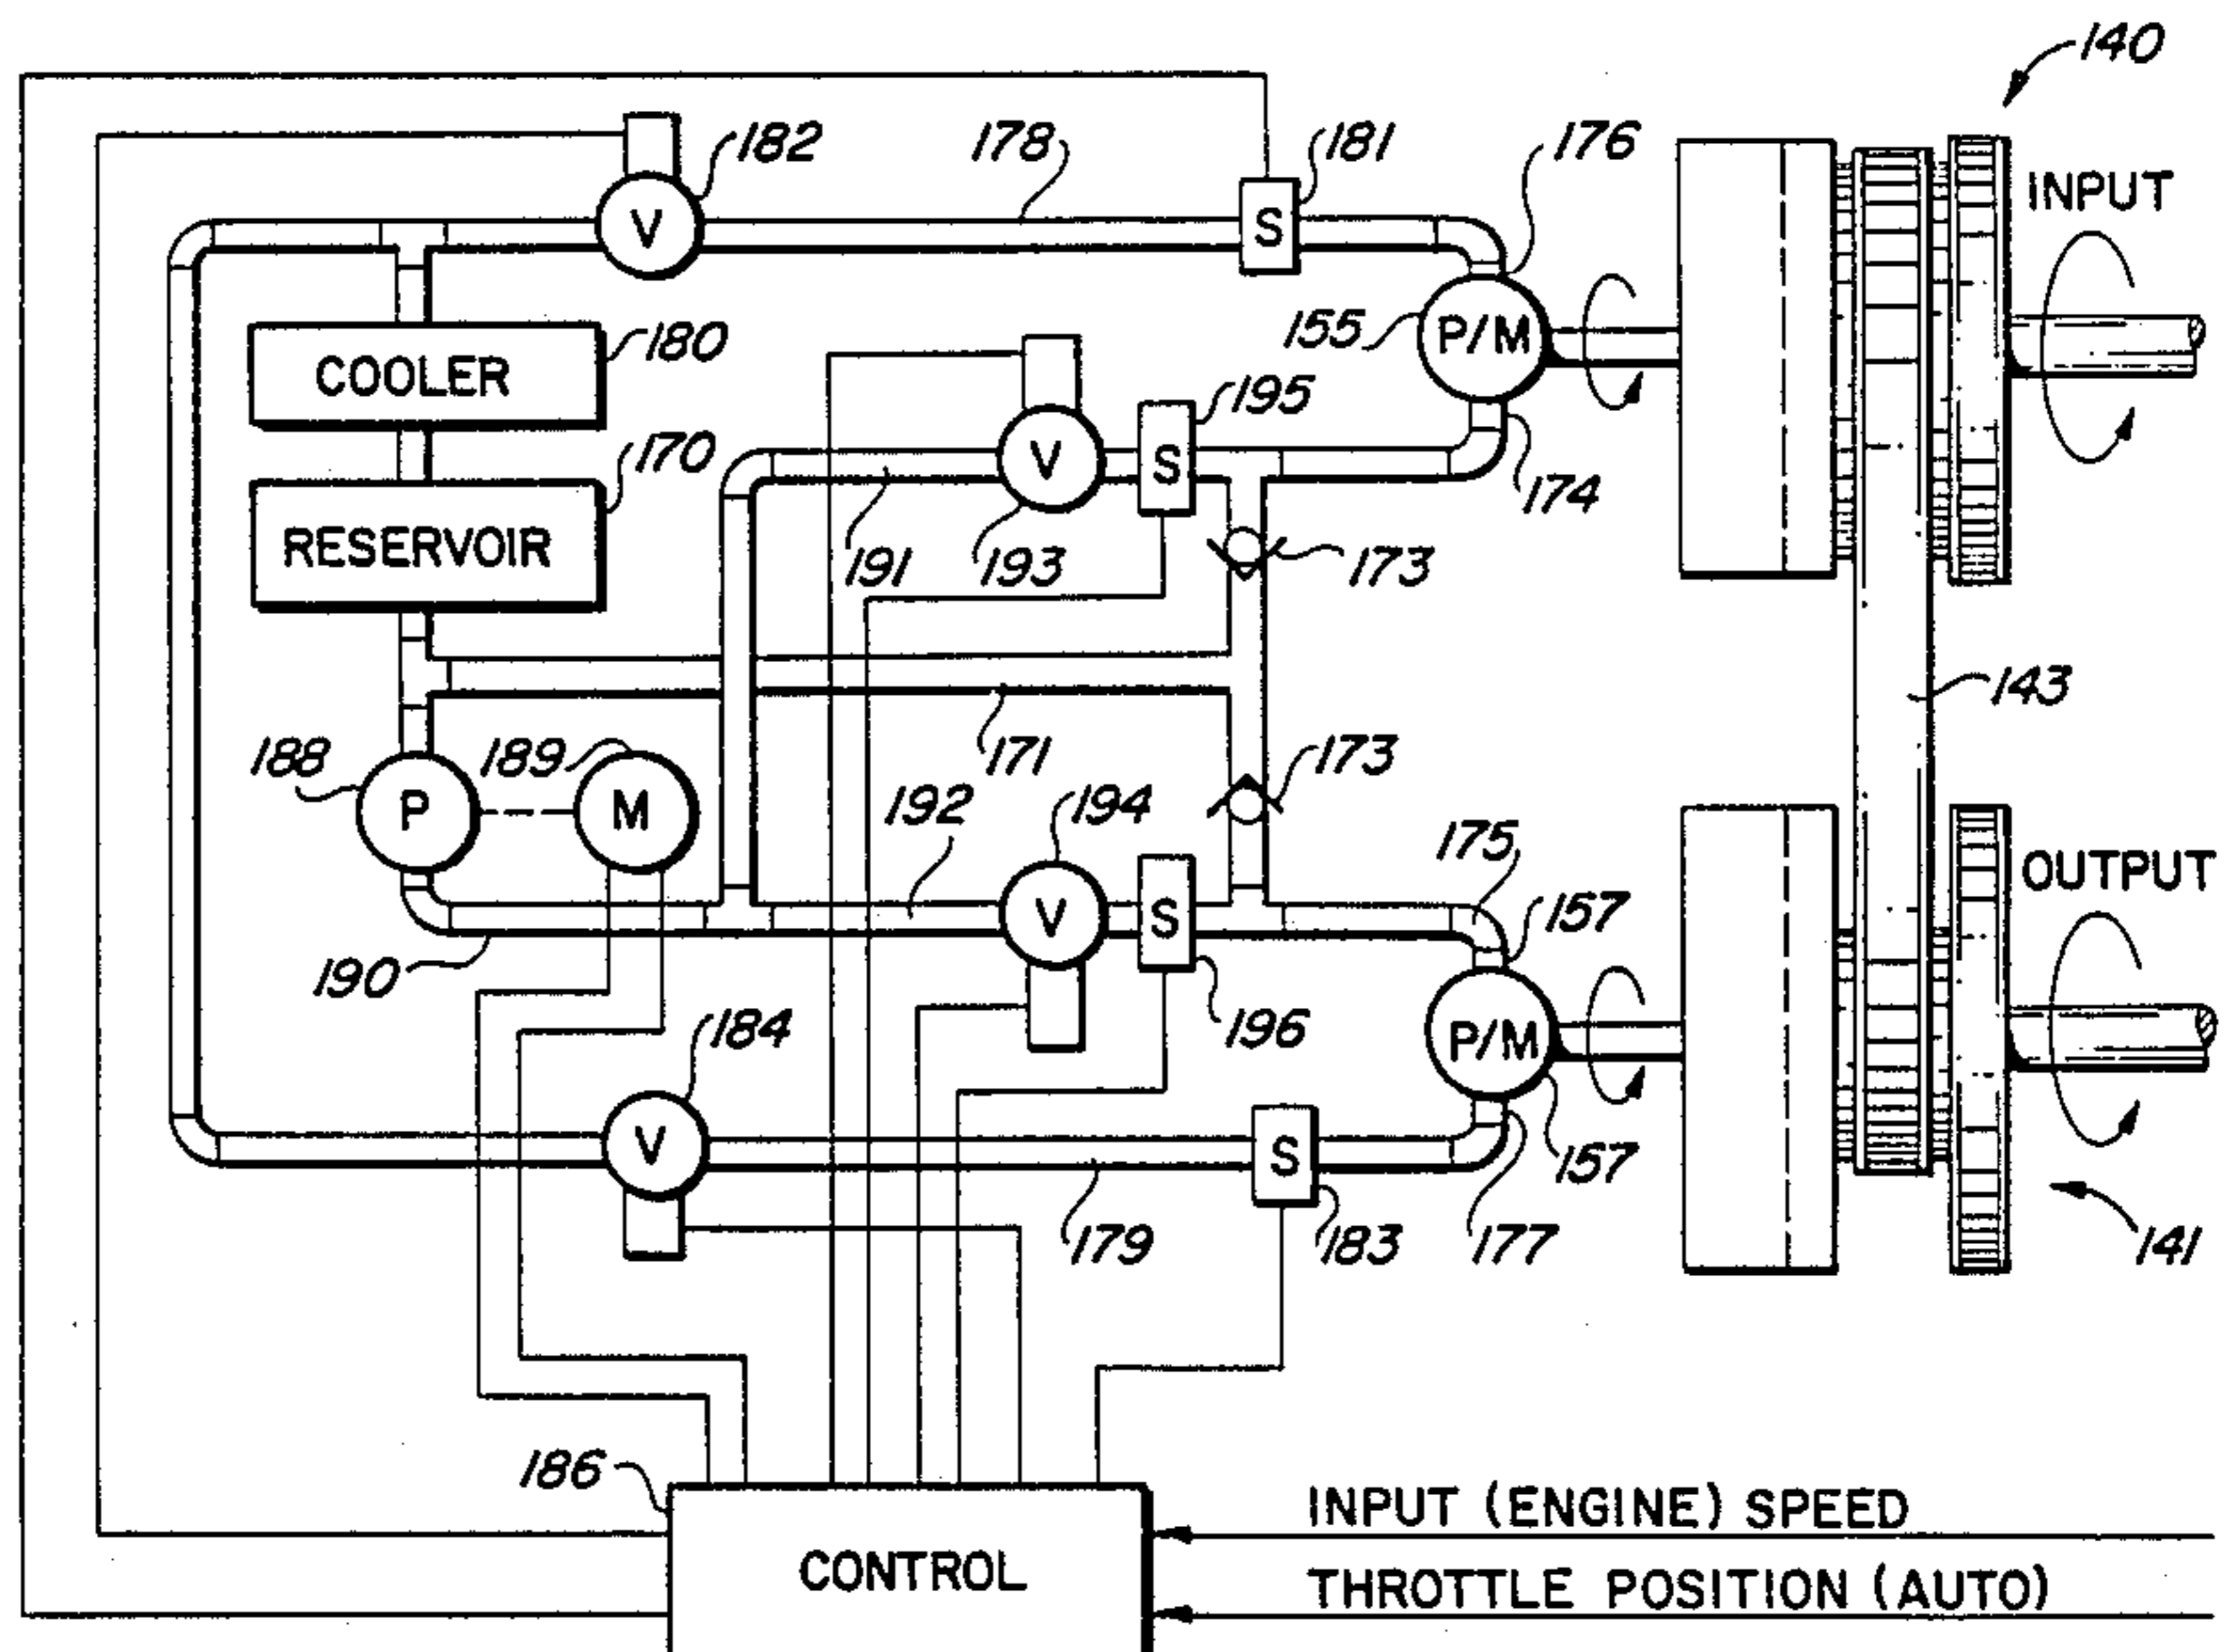 140
182
178
181
176
INPUT
V
S
155
P/M
COOLER
180
195
170
V
S
174
RESERVOIR
191
193
173
143
188
189
171
173
P
M
192
194
175
157
OUTPUT
V
S
190
184
196
P/M
V
S
157
179
183
177
141
186
CONTROL
INPUT (ENGINE) SPEED
THROTTLE POSITION (AUTO)